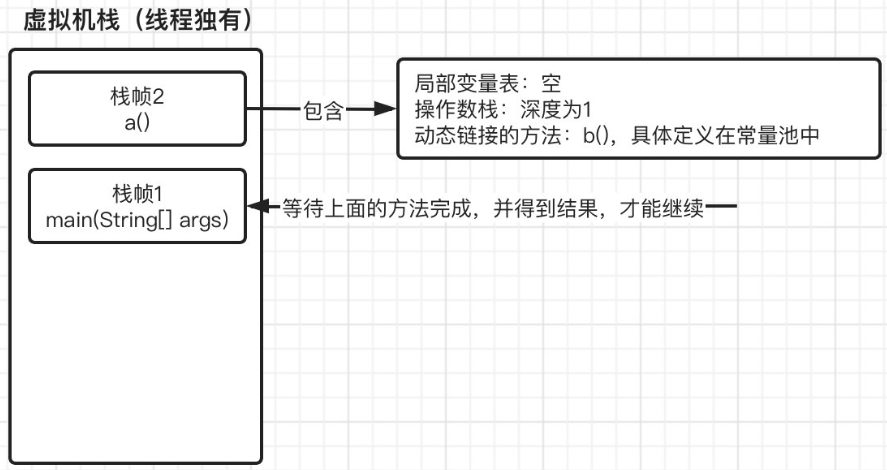 虚拟机栈（线程独有）
栈帧2
a()
包含
局部变量表：空
操作数栈：深度为1
动态链接的方法：b()，具体定义在常量池中
栈帧1
main(String[] args)
等待上面的方法完成，并得到结果，才能继续